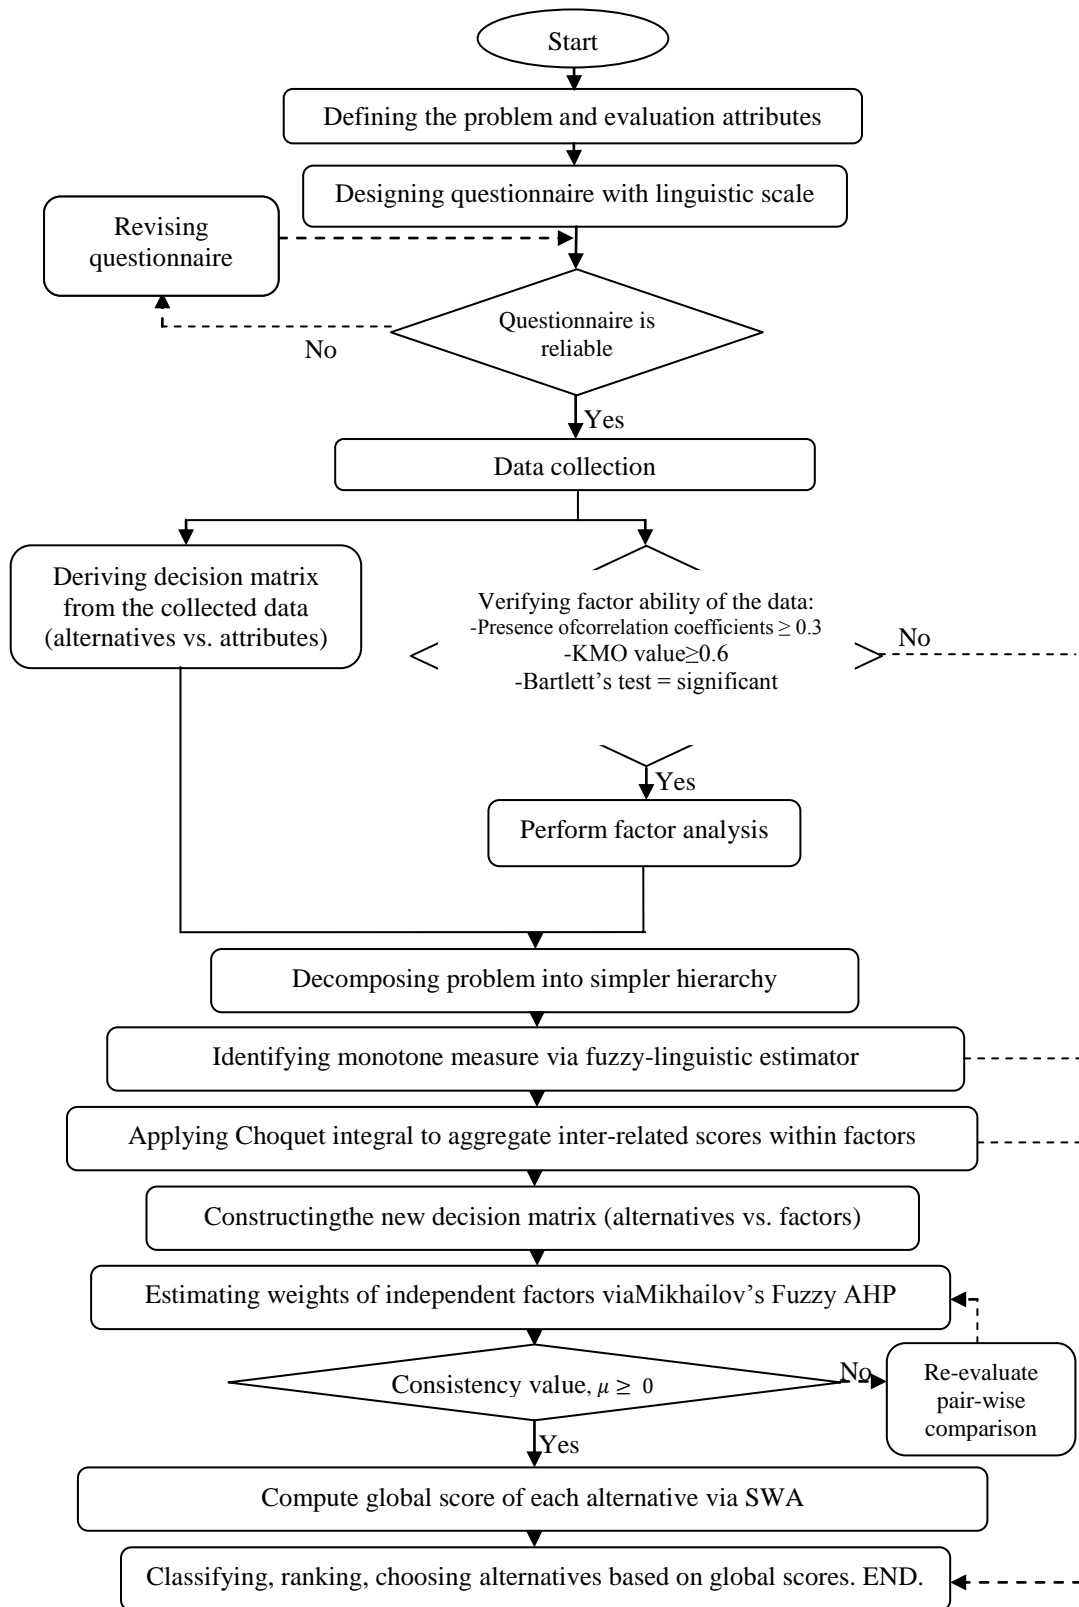 Start
Defining the problem and evaluation attributes
Designing questionnaire with linguistic scale
Revising
questionnaire
Questionnaire is
reliable
No
Yes
Data collection
Deriving decision matrix
from the collected data
(alternatives vs. attributes)
Verifying factor ability of the data:
-Presence ofcorrelation coefficients ≥ 0.3
-KMO value≥0.6
-Bartlett’s test = significant
No
Yes
Perform factor analysis
Decomposing problem into simpler hierarchy
Identifying monotone measure via fuzzy-linguistic estimator
Applying Choquet integral to aggregate inter-related scores within factors
Constructingthe new decision matrix (alternatives vs. factors)
Estimating weights of independent factors viaMikhailov’s Fuzzy AHP
Consistency value, μ ≥ 0
No
Re-evaluate
pair-wise
comparison
Yes
Compute global score of each alternative via SWA
Classifying, ranking, choosing alternatives based on global scores. END.